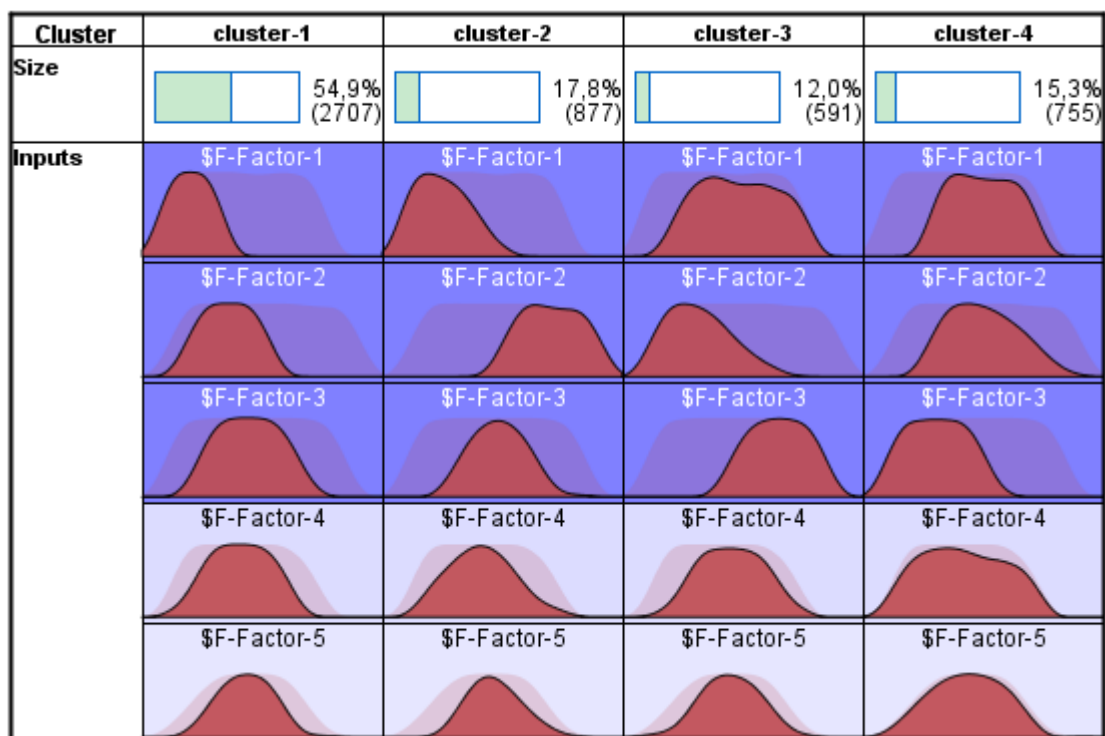 Cluster cluster-1 cluster-2 cluster-3 cluster-4
Size
54,9% 17,8% 12,0% 15,3%
(2707) (877) (591) (755)
Inputs $F-Factor-1 $F-Factor-1 $F-Factor-1 $F-Factor-1
$F-Factor-2 $F-Factor-2 $F-Factor-2 $F-Factor-2
$F-Factor-3 $F-Factor-3 $F-Factor-3 $F-Factor-3
$F-Factor-4 $F-Factor-4 $F-Factor-4 $F-Factor-4
$F-Factor-5 $F-Factor-5 $F-Factor-5 $F-Factor-5